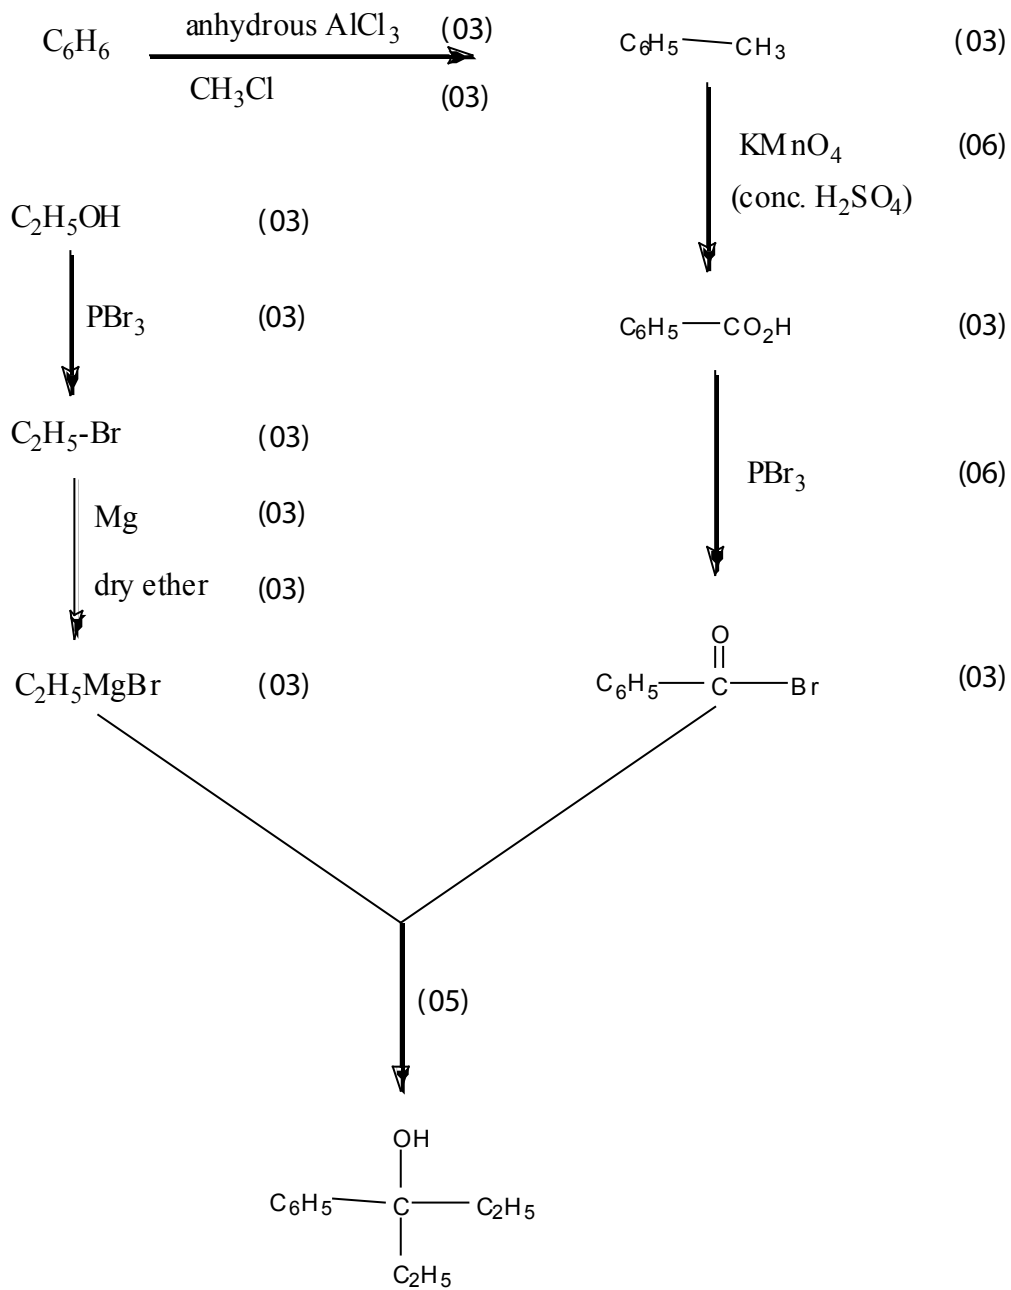 C6H6 anhydrous AlCl3 (03) C6H5 CH3 (03)
CH3Cl (03)
KMnO4 (06)
(conc. H2SO4)
C2H5OH (03)
PBr3 (03)
C6H5 CO2H (03)
C2H5-Br (03)
PBr3 (06)
Mg (03)
dry ether (03)
O
C2H5MgBr (03) C6H5 C Br (03)
(05)
OH
C6H5 C C2H5
C2H5